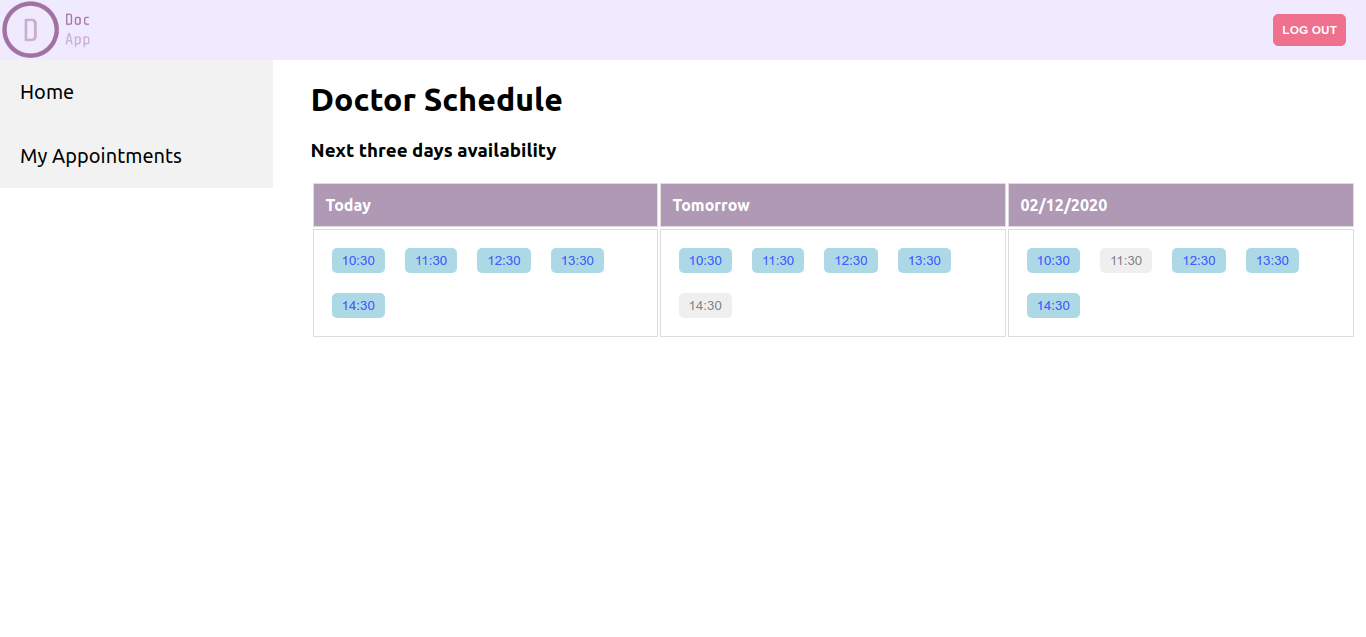 D Doc
App
LOG OUT
Home
My Appointments
Doctor Schedule
Next three days availability
Today Tomorrow 02/12/2020
10:30 11:30 12:30 13:30 10:30 11:30 12:30 13:30 10:30 11:30 12:30 13:30
14:30 14:30 14:30